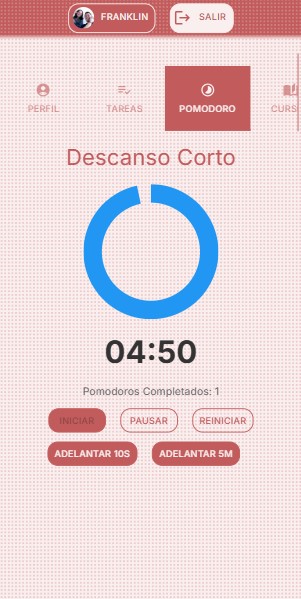 FRANKLIN SALIR
PERFIL TAREAS POMODORO CURS
Descanso Corto
04:50
Pomodoros Completados: 1
INICIAR PAUSAR REINICIAR
ADELANTAR 10S ADELANTAR 5M